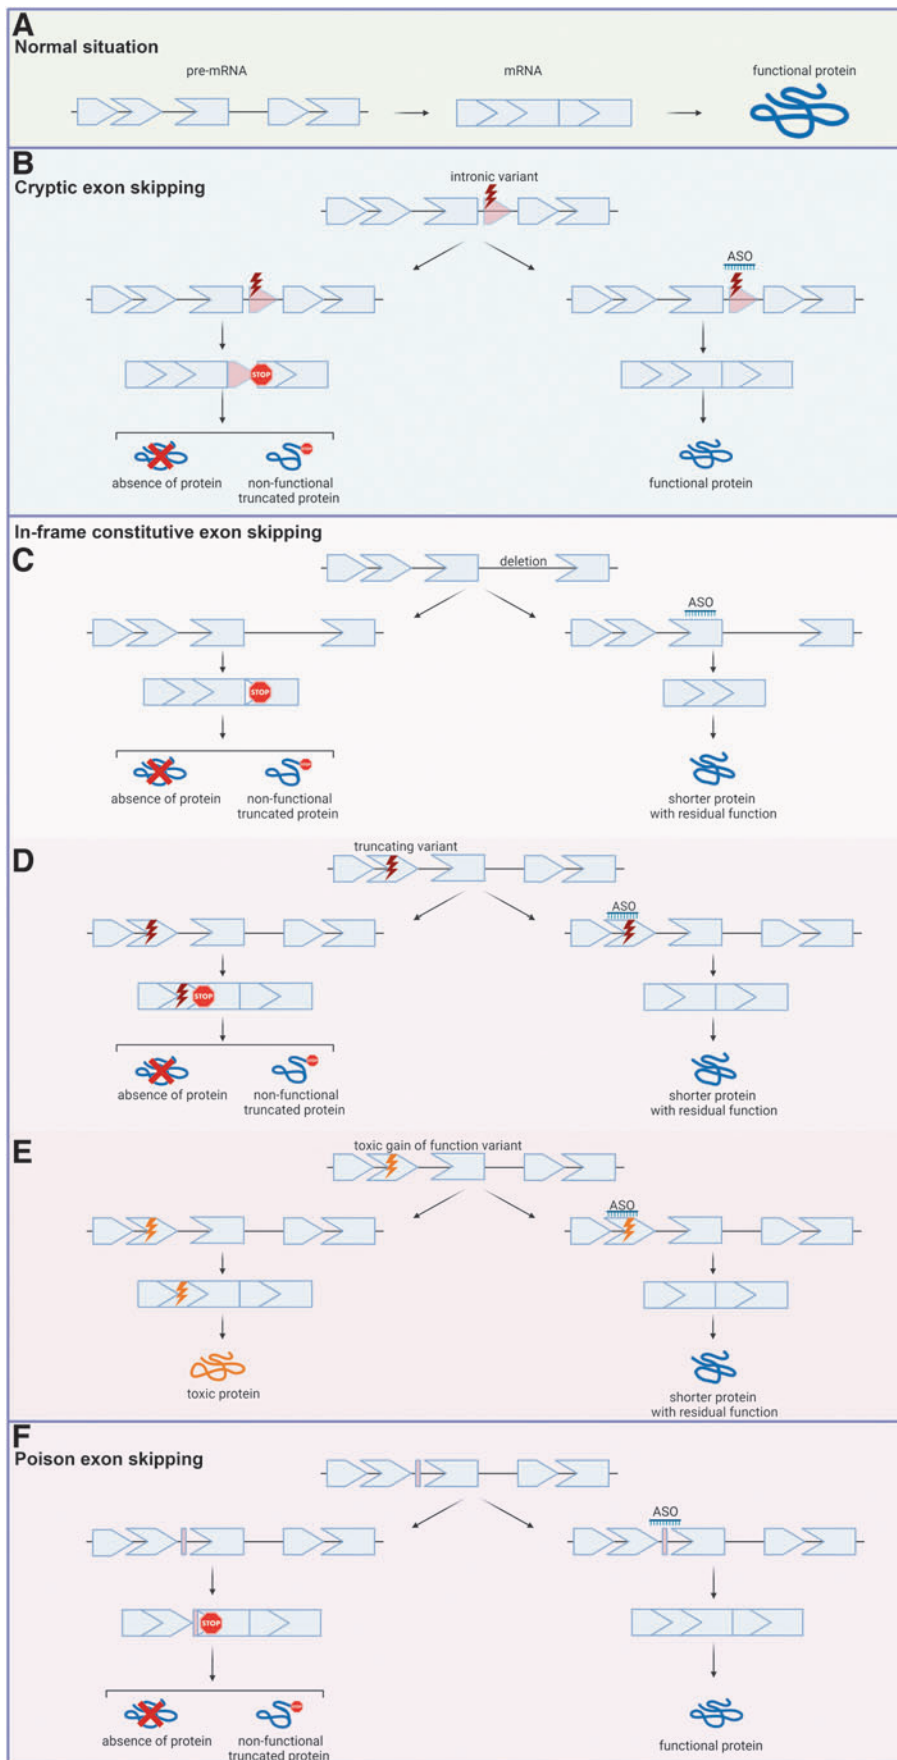 A
Normal situation
pre-mRNA
mRNA
functional protein
B
Cryptic exon skipping
intronic variant
ASO
STOP
absence of protein
non-functional
truncated protein
functional protein
In-frame constitutive exon skipping
C
deletion
ASO
STOP
absence of protein
non-functional
truncated protein
shorter protein
with residual function
D
truncating variant
ASO
STOP
absence of protein
non-functional
truncated protein
shorter protein
with residual function
E
toxic gain of function variant
ASO
toxic protein
shorter protein
with residual function
F
Poison exon skipping
ASO
STOP
absence of protein
non-functional
truncated protein
functional protein